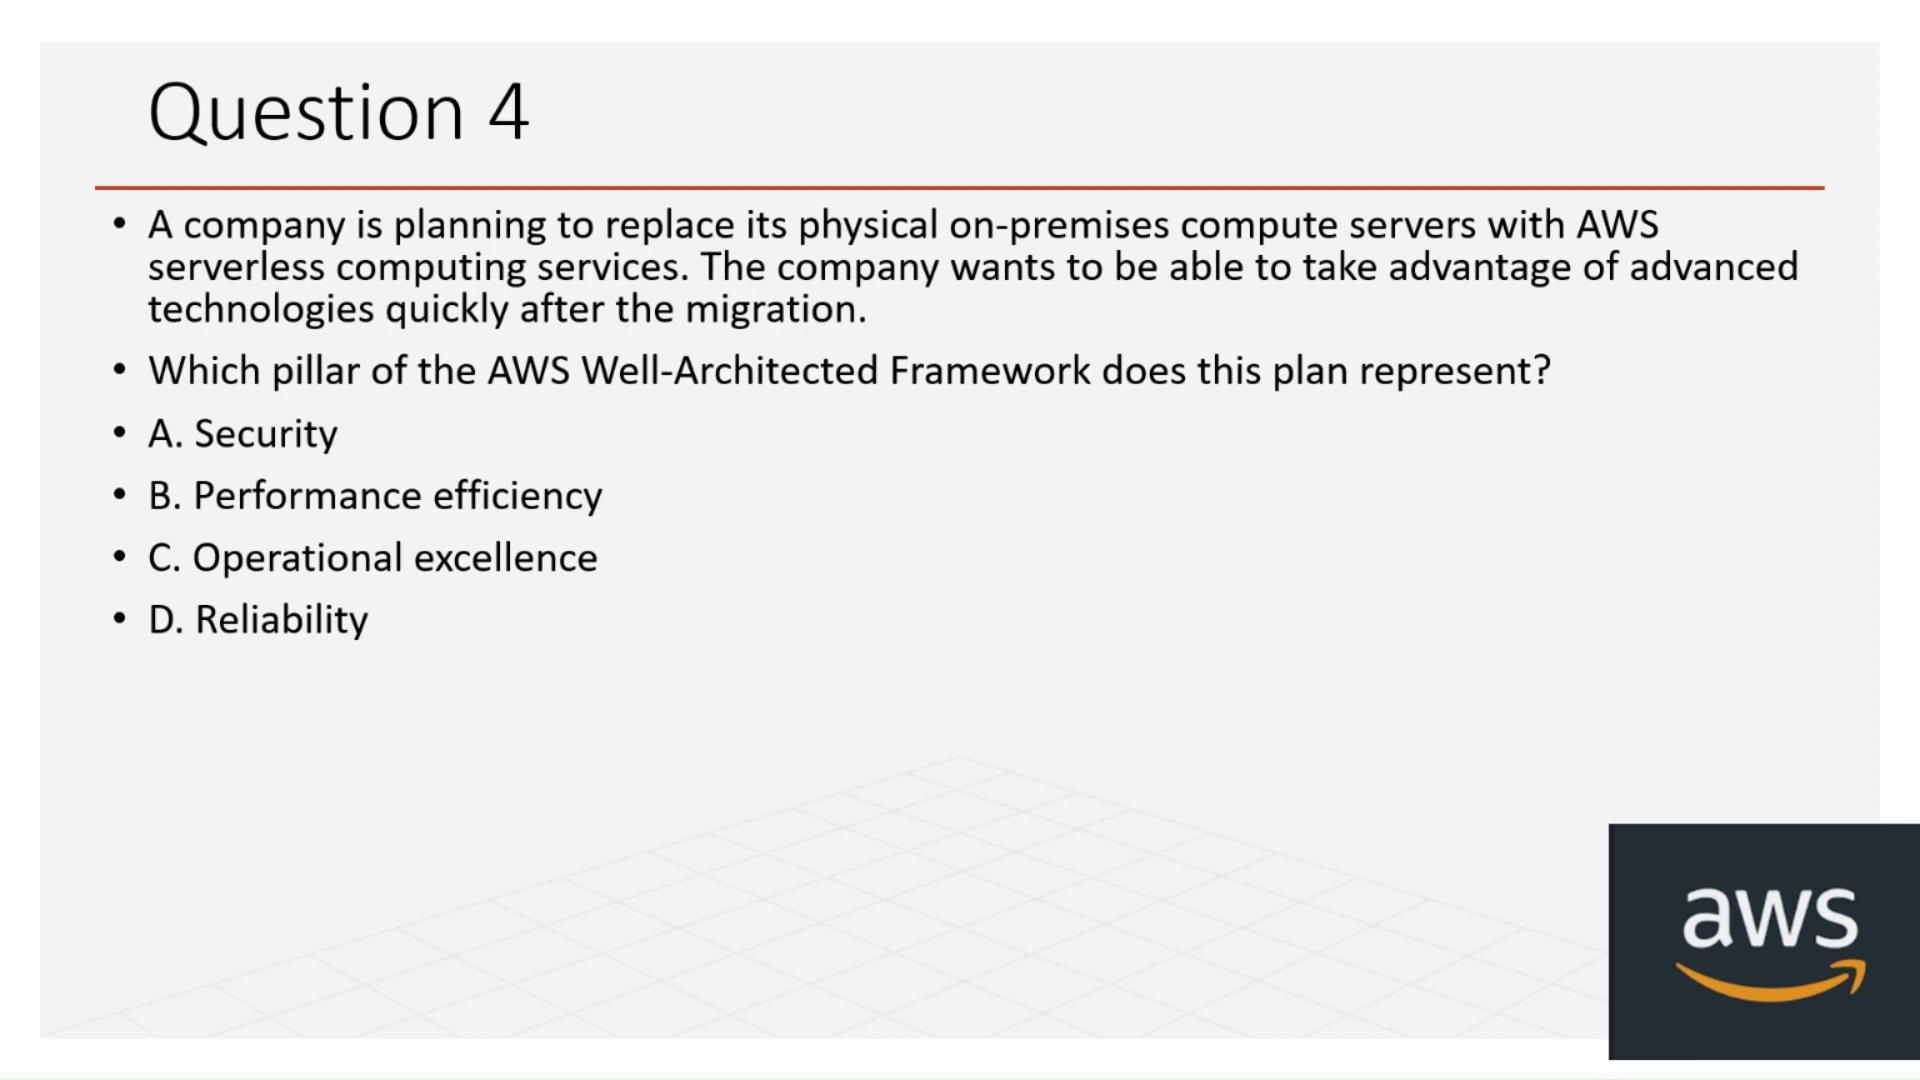 Question 4
• A company is planning to replace its physical on-premises compute servers with AWS
serverless computing services. The company wants to be able to take advantage of advanced
technologies quickly after the migration.
• Which pillar of the AWS Well-Architected Framework does this plan represent?
• A. Security
• B. Performance efficiency
• C. Operational excellence
• D. Reliability
aws